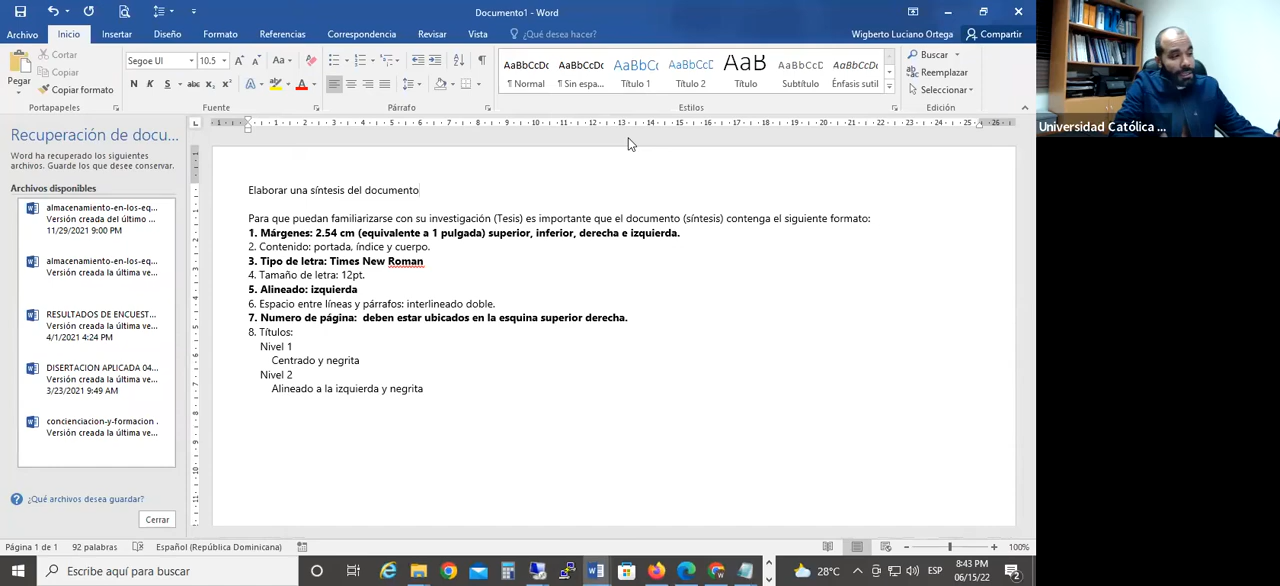 Documento1 - Word
Archivo Inicio Insertar Diseño Formato Referencias Correspondencia Revisar Vista ¿Qué desea hacer? Wigberto Luciano Ortega Compartir
Pegar
Cortar
Copiar
Copiar formato
Portapapeles
Segoe UI 10.5
N K S abc x₂ x²
Fuente
Párrafo
AaBbCcDc AaBbCcDc AaBbC AaBbCcD AaB AaBbCcD AaBbCcDc
¶ Normal ¶ Sin espa... Título 1 Título 2 Título Subtítulo Énfasis sutil
Estilos
Buscar
Reemplazar
Seleccionar
Edición
Universidad Católica ...
Recuperación de docu...
Word ha recuperado los siguientes
archivos. Guarde los que desee conservar.
Archivos disponibles
almacenamiento-en-los-eq...
Versión creada del último ...
11/29/2021 9:00 PM
almacenamiento-en-los-eq...
Versión creada la última ve...
RESULTADOS DE ENCUEST...
Versión creada la última ve...
4/1/2021 4:24 PM
DISERTACION APLICADA 04...
Versión creada la última ve...
3/23/2021 9:49 AM
concienciacion-y-formacion .
Versión creada la última ve...
¿Qué archivos desea guardar?
Cerrar
Elaborar una síntesis del documento
Para que puedan familiarizarse con su investigación (Tesis) es importante que el documento (síntesis) contenga el siguiente formato:
1. Márgenes: 2.54 cm (equivalente a 1 pulgada) superior, inferior, derecha e izquierda.
2. Contenido: portada, índice y cuerpo.
3. Tipo de letra: Times New Roman
4. Tamaño de letra: 12pt.
5. Alineado: izquierda
6. Espacio entre líneas y párrafos: interlineado doble.
7. Numero de página: deben estar ubicados en la esquina superior derecha.
8. Títulos:
Nivel 1
Centrado y negrita
Nivel 2
Alineado a la izquierda y negrita
Página 1 de 1 92 palabras Español (República Dominicana) 100%
Escribe aquí para buscar
28°C ESP 8:43 PM
06/15/22